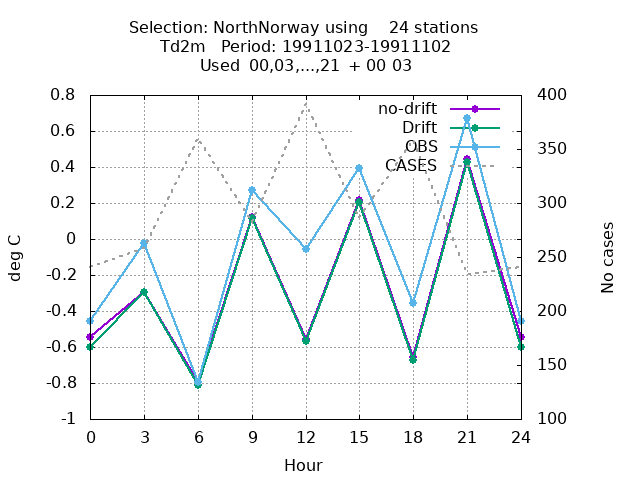 Selection: NorthNorway using    24 stations
Td2m   Period: 19911023-19911102
Used  00,03,...,21  + 00 03
no-drift
Drift
OBS
CASES
0.8
0.6
0.4
0.2
0
-0.2
-0.4
-0.6
-0.8
-1
400
350
300
250
200
150
100
deg C
No cases
0 3 6 9 12 15 18 21 24
Hour